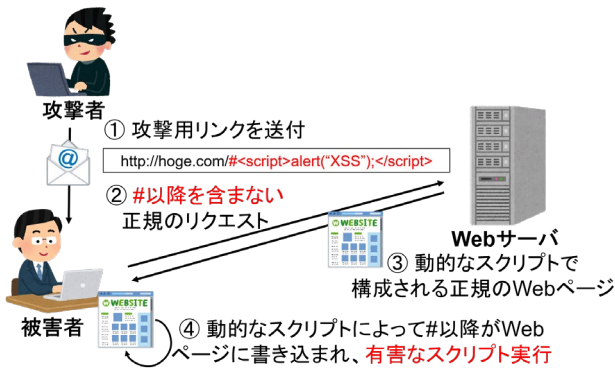 攻撃者
① 攻撃用リンクを送付
@
http://hoge.com/#<script>alert(“XSS”);</script>
② #以降を含まない
正規のリクエスト
WEBSITE
Webサーバ
③ 動的なスクリプトで
構成される正規のWebページ
WEBSITE
被害者
④ 動的なスクリプトによって#以降がWeb
ページに書き込まれ、有害なスクリプト実行